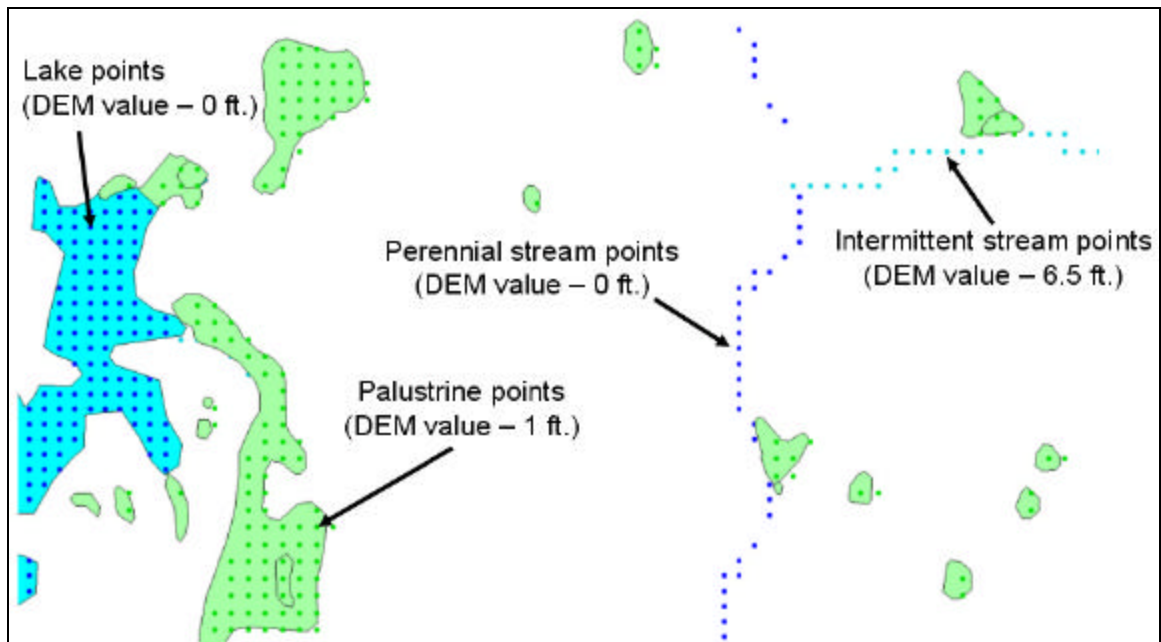 Lake points
(DEM value – 0 ft.)
Perennial stream points
(DEM value – 0 ft.)
Intermittent stream points
(DEM value – 6.5 ft.)
Palustrine points
(DEM value – 1 ft.)